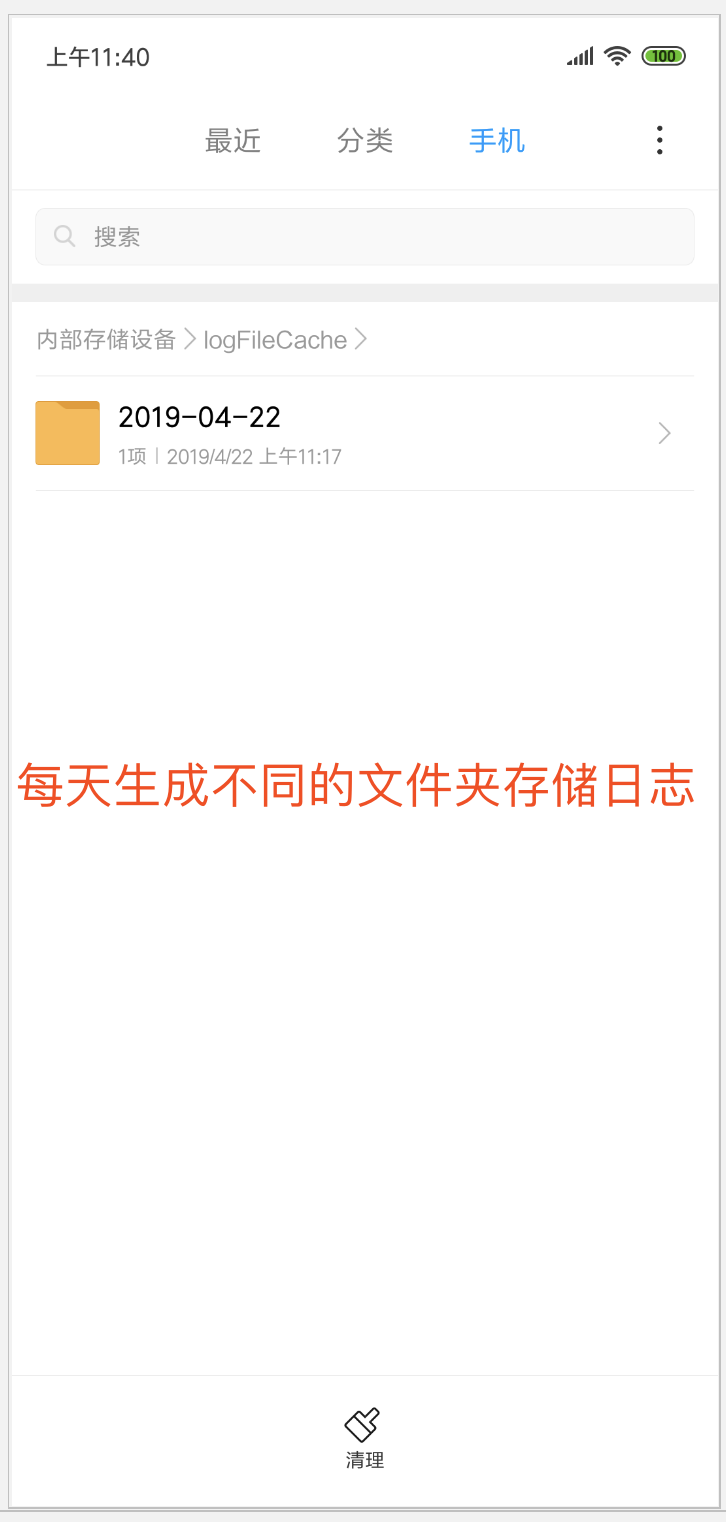 上午11:40
100
最近 分类 手机
搜索
内部存储设备 logFileCache
2019-04-22
1项 | 2019/4/22 上午11:17
每天生成不同的文件夹存储日志
清理